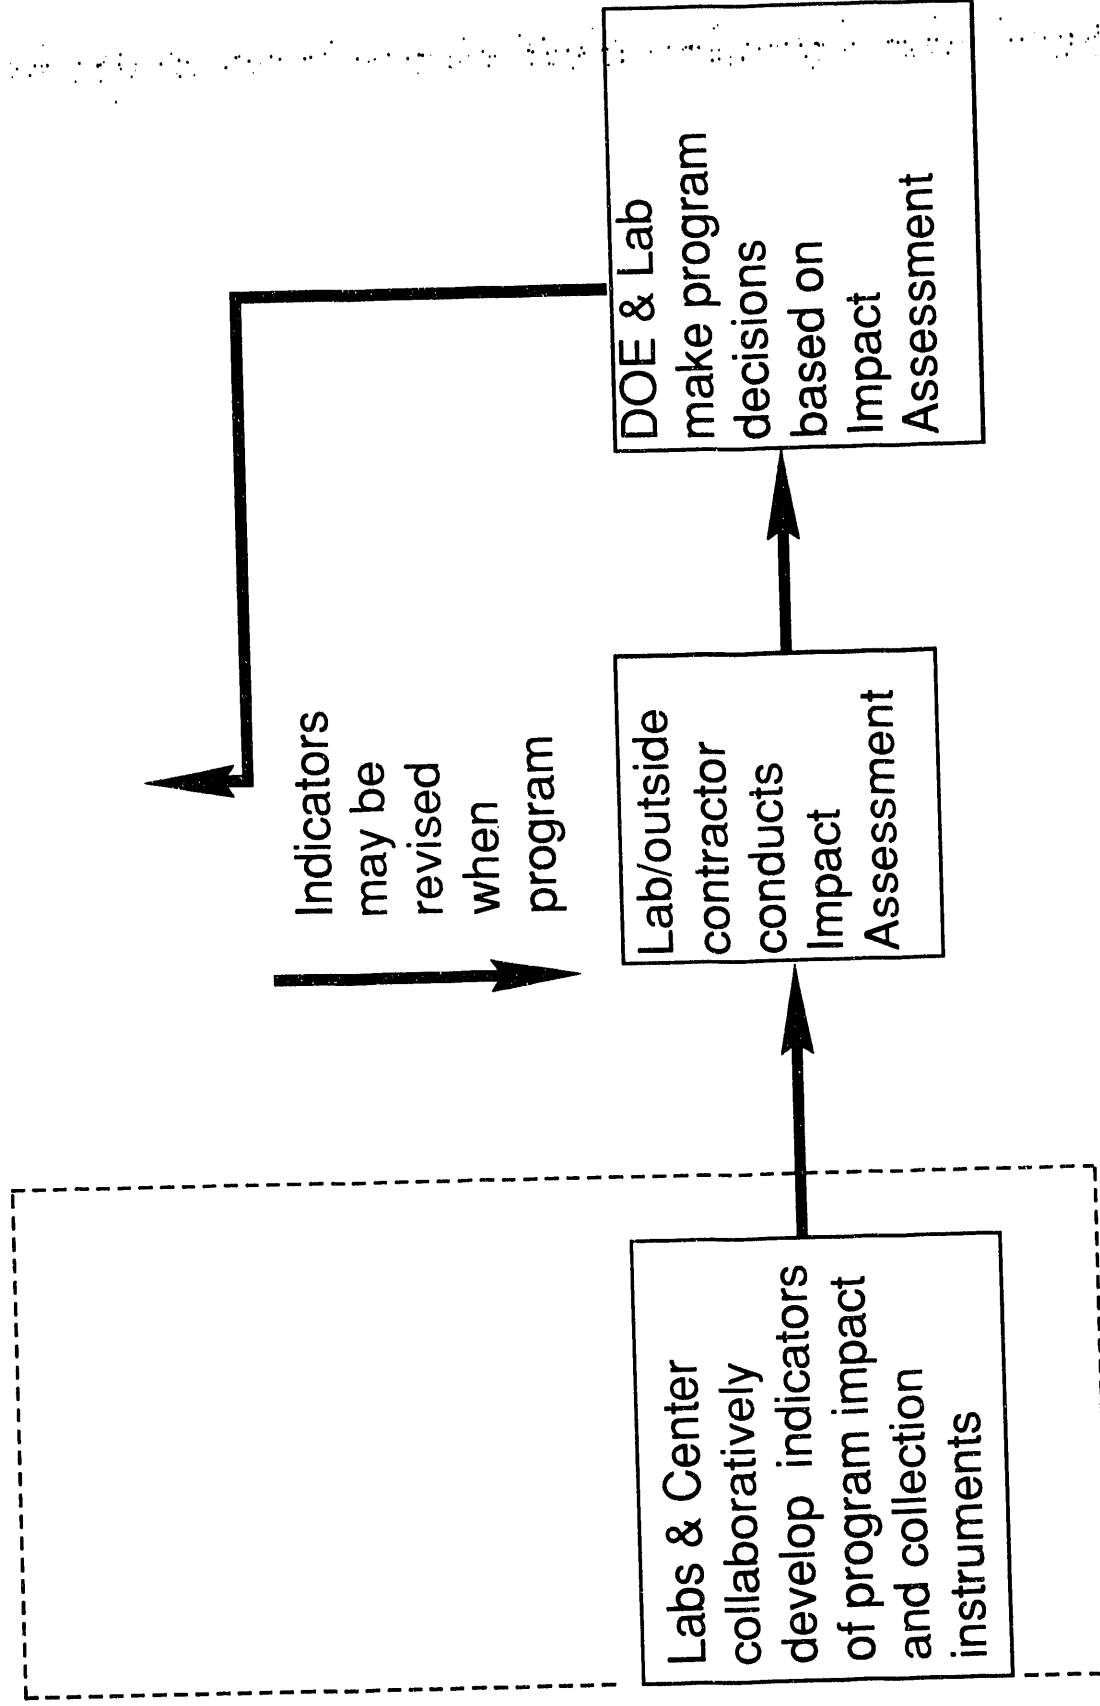 Labs & Center
collaboratively
develop indicators
of program impact
and collection
instruments
Indicators
may be
revised
when
program
Lab/outside
contractor
conducts
Impact
Assessment
DOE & Lab
make program
decisions
based on
Impact
Assessment